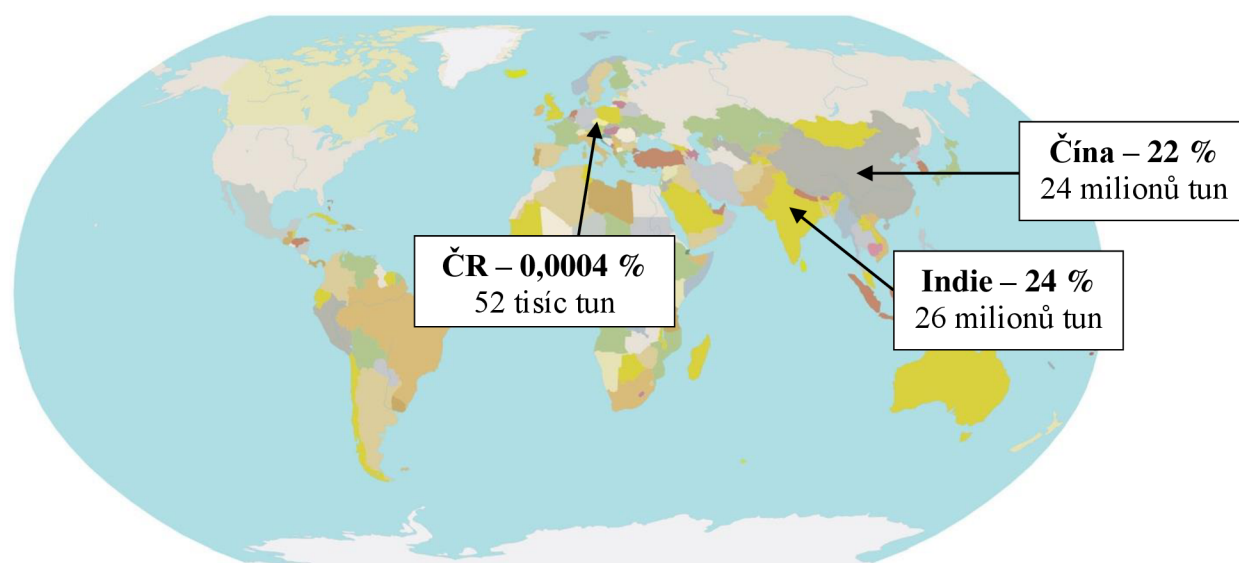 Čína – 22 %
24 milionů tun
ČR – 0,0004 %
52 tisíc tun
Indie – 24 %
26 milionů tun